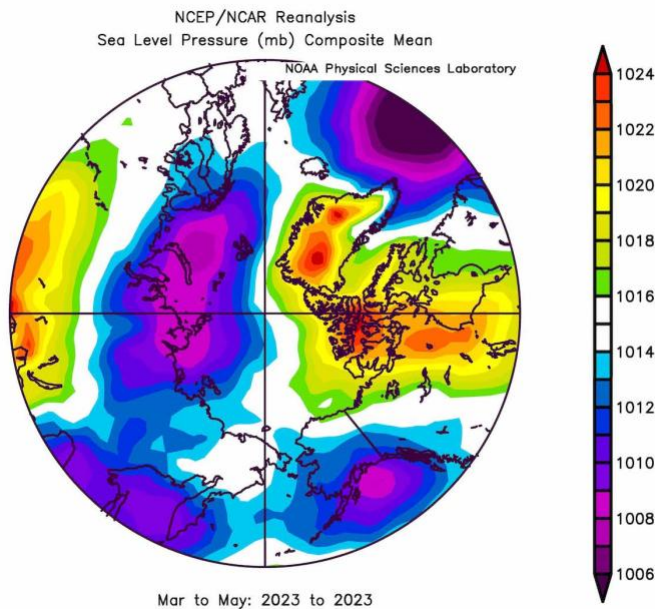 NCEP/NCAR Reanalysis
Sea Level Pressure (mb) Composite Mean
NOAA Physical Sciences Laboratory
1024
1022
1020
1018
1016
1014
1012
1010
1008
1006
Mar to May: 2023 to 2023